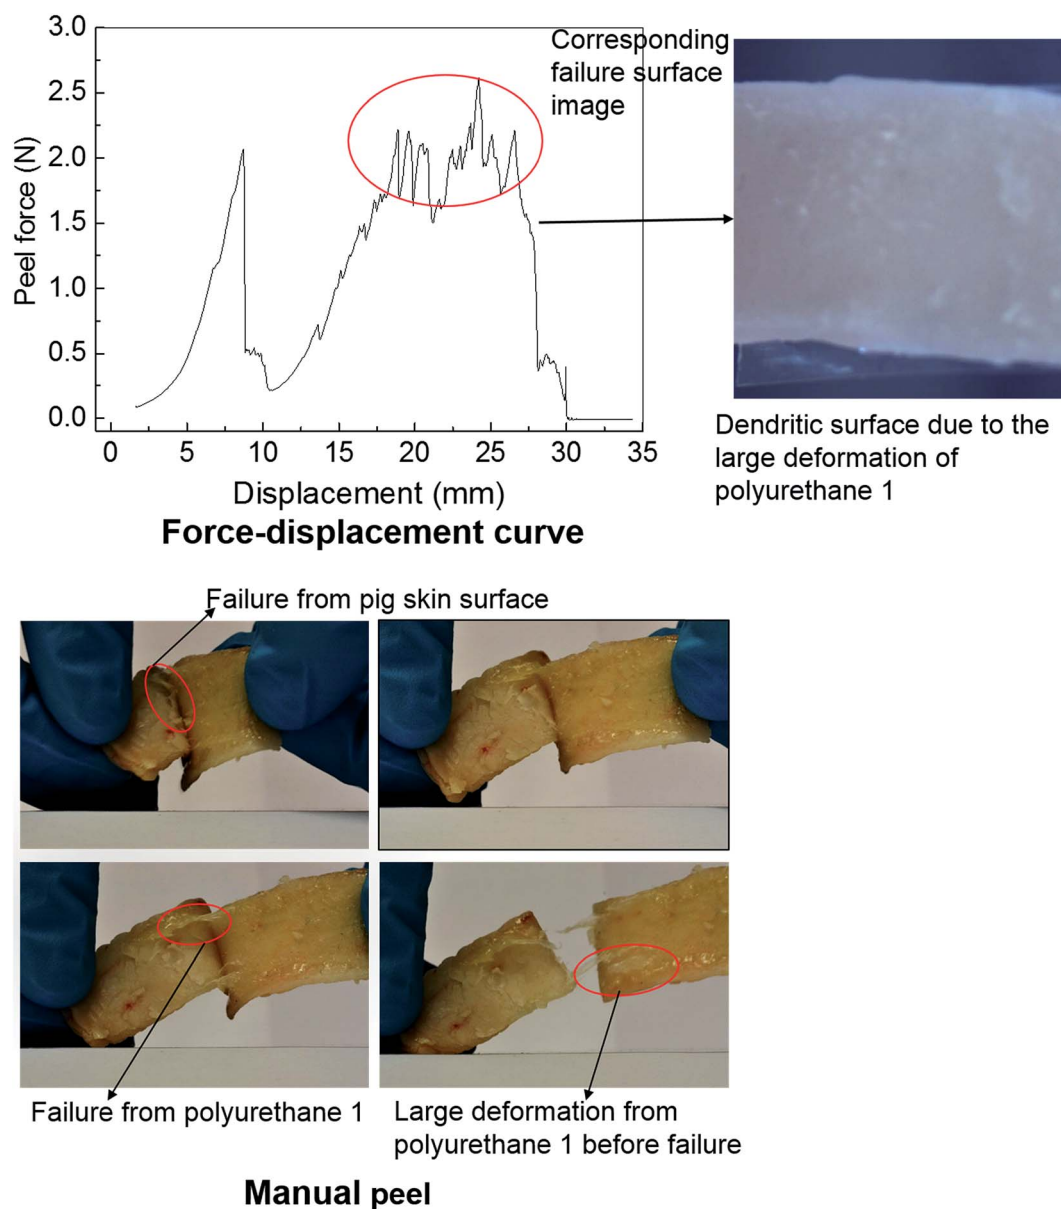 3.0
2.5
2.0
1.5
1.0
0.5
0.0
Peel force (N)
0 5 10 15 20 25 30 35
Displacement (mm)
Force-displacement curve
Corresponding
failure surface
image
Dendritic surface due to the
large deformation of
polyurethane 1
Failure from pig skin surface
Failure from polyurethane 1
Large deformation from
polyurethane 1 before failure
Manual peel